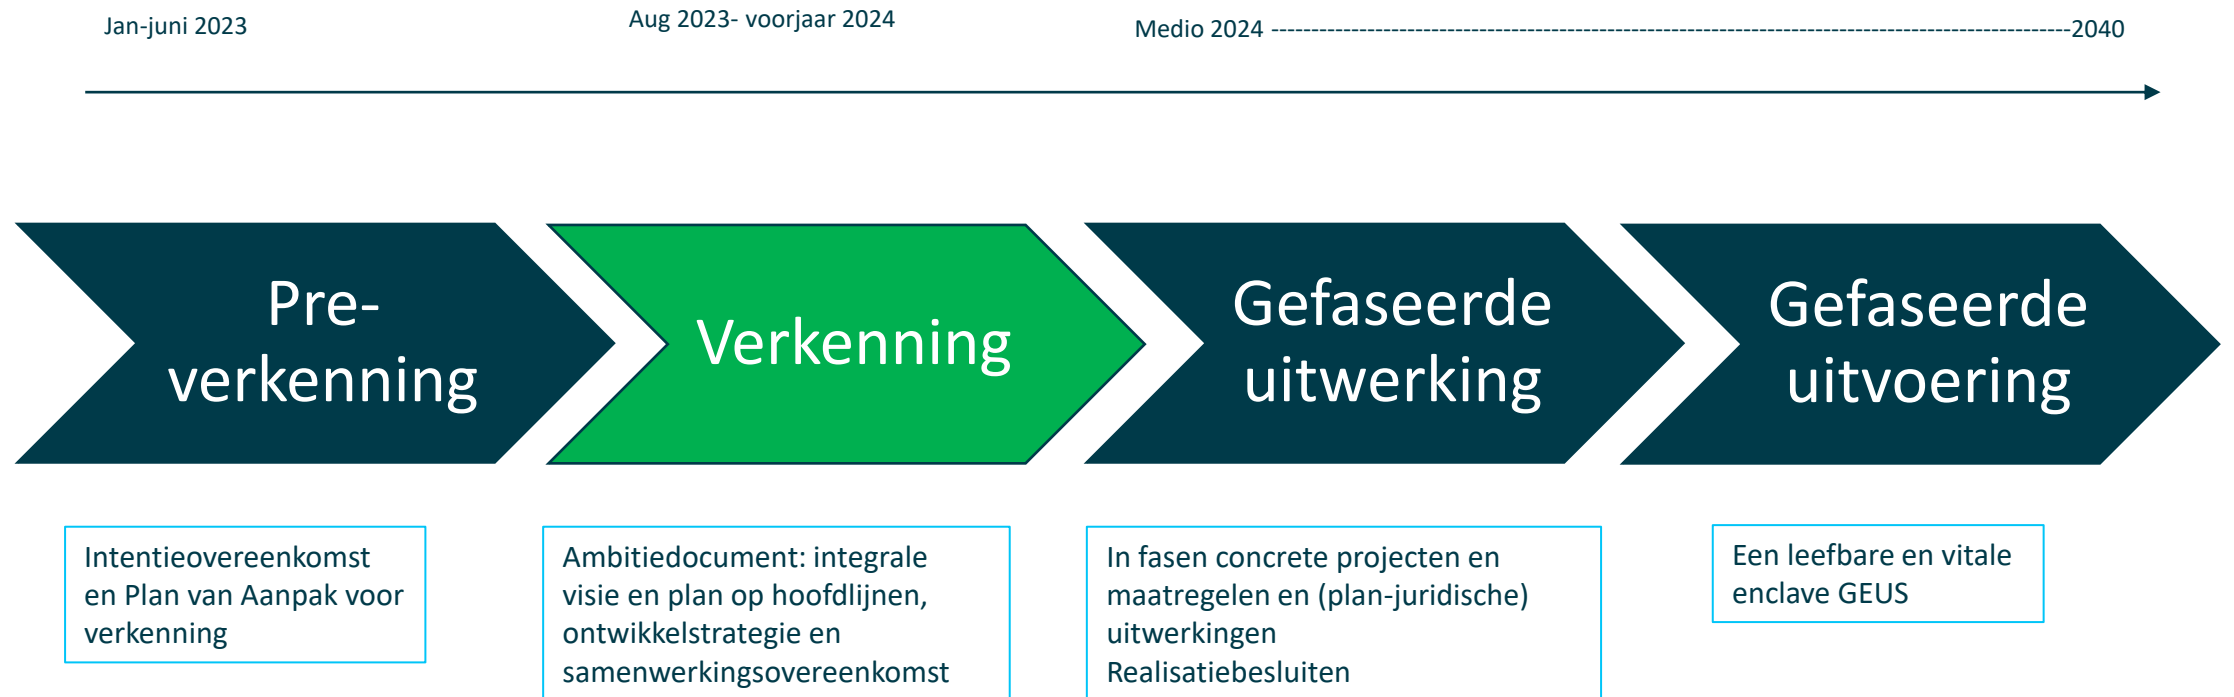 Jan-juni 2023
Aug 2023- voorjaar 2024
Medio 2024 ----------------------------------------------------------------------------------------------------2040
Pre-
verkenning
Verkenning
Gefaseerde
uitwerking
Gefaseerde
uitvoering
Intentieovereenkomst
en Plan van Aanpak voor
verkenning
Ambitiedocument: integrale
visie en plan op hoofdlijnen,
ontwikkelstrategie en
samenwerkingsovereenkomst
In fasen concrete projecten en
maatregelen en (plan-juridische)
uitwerkingen
Realisatiebesluiten
Een leefbare en vitale
enclave GEUS